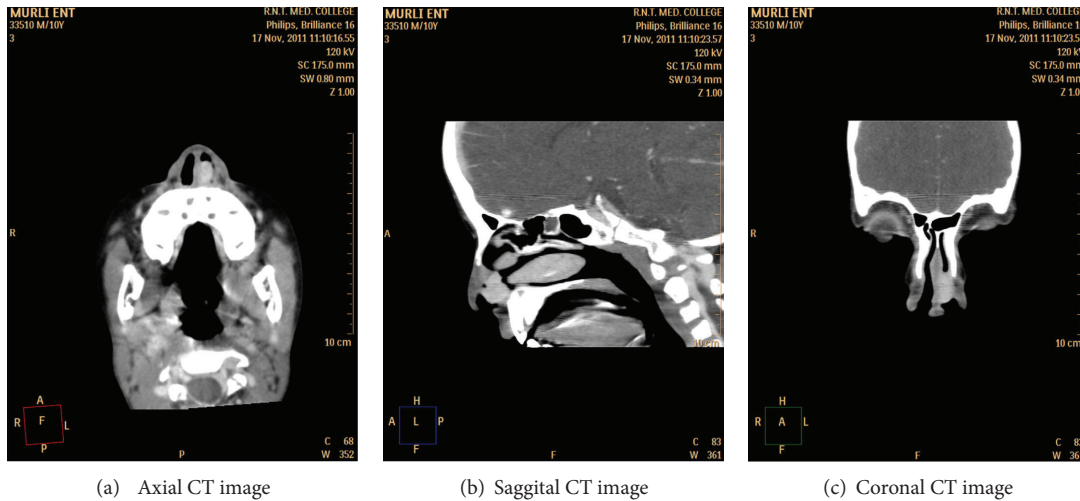 MURLI ENT
33510 M/10Y
3
R.N.T. MED. COLLEGE
Philips, Brilliance 16
17 Nov, 2011 11:10:16.55
120 kV
SC 175.0 mm
SW 0.80 mm
Z 1.00
R
10 cm
A
R F L
P
P
C 68
W 352
MURLI ENT
33510 M/10Y
3
R.N.T. MED. COLLEGE
Philips, Brilliance 16
17 Nov, 2011 11:10:23.57
120 kV
SC 175.0 mm
SW 0.34 mm
Z 1.00
A
10 cm
H
A L P
F
F
C 83
W 361
MURLI ENT
33510 M/10Y
3
R.N.T. MED. COLLEGE
Philips, Brilliance 1
17 Nov, 2011 11:10:23.5
120 kV
SC 175.0 mm
SW 0.34 mm
Z 1.00
R
10 cm
H
R A L
F
F
C 8
W 361
(a) Axial CT image
(b) Saggital CT image
(c) Coronal CT image